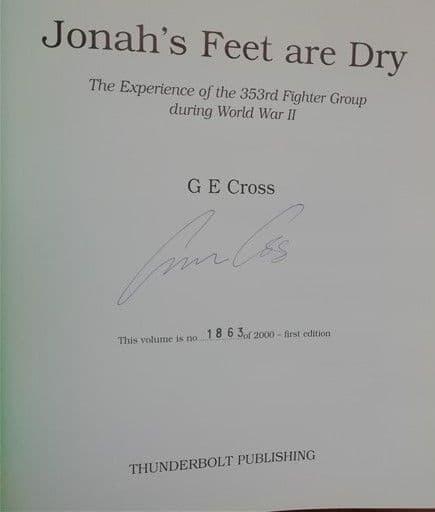 Jonah's Feet are Dry
The Experience of the 353rd Fighter Group
during World War II
G E Cross
This volume is no 1863 of 2000 – first edition
THUNDERBOLT PUBLISHING